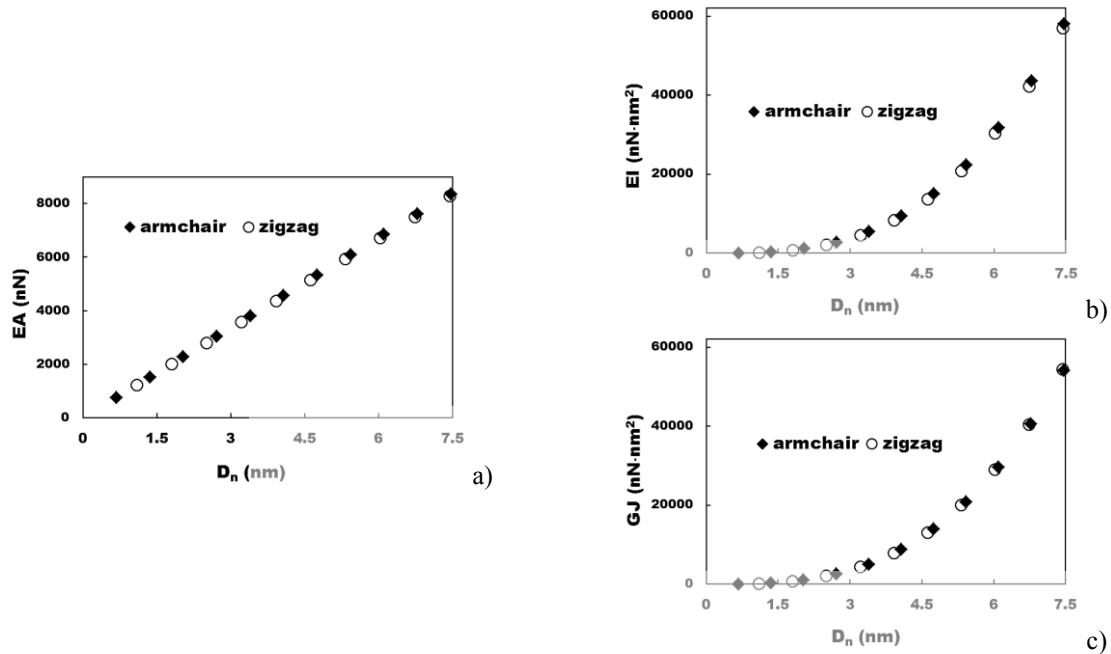 8000
6000
4000
2000
0
EA (nN)
armchair zigzag
0 1.5 3 4.5 6 7.5
Dn (nm)
a)
60000
40000
20000
0
EI (nN·nm²)
armchair zigzag
0 1.5 3 4.5 6 7.5
Dn (nm)
b)
60000
40000
20000
0
GJ (nN·nm²)
armchair zigzag
0 1.5 3 4.5 6 7.5
Dn (nm)
c)